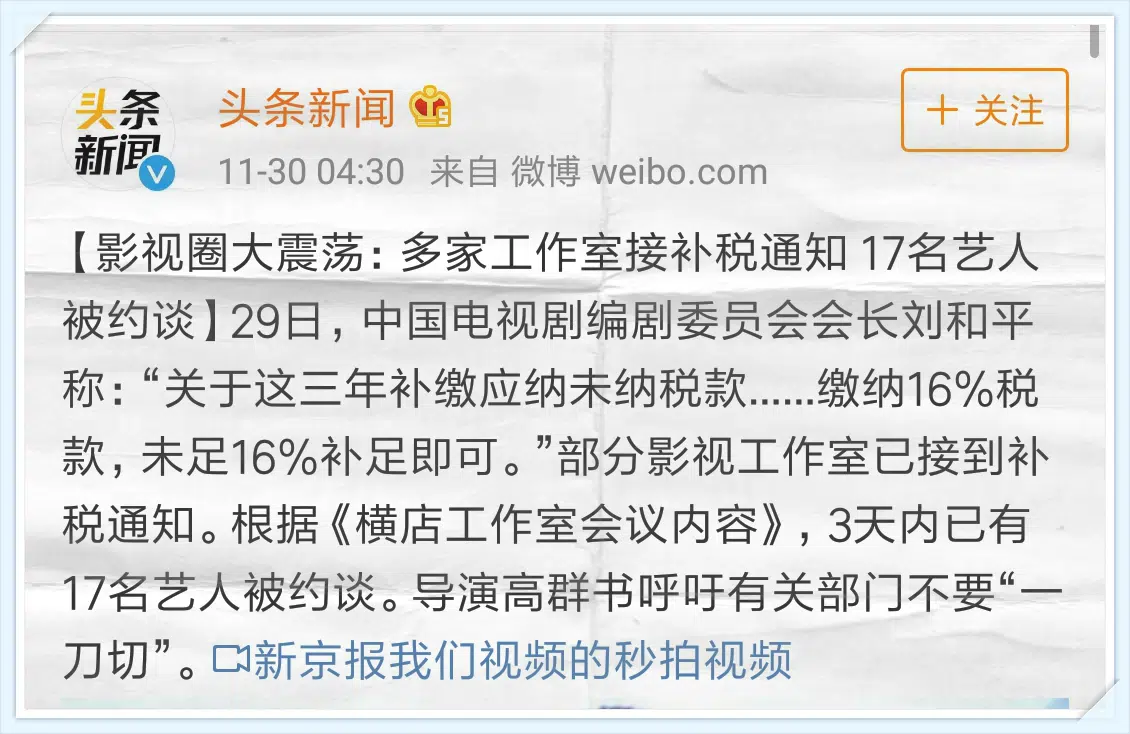 头条
新闻
头条新闻
11-30 04:30 来自 微博 weibo.com
+ 关注
【影视圈大震荡：多家工作室接补税通知 17名艺人
被约谈】29日，中国电视剧编剧委员会会长刘和平
称：“关于这三年补缴应纳未纳税款......缴纳16%税
款，未足16%补足即可。”部分影视工作室已接到补
税通知。根据《横店工作室会议内容》，3天内已有
17名艺人被约谈。导演高群书呼吁有关部门不要“一
刀切”。新京报我们视频的秒拍视频